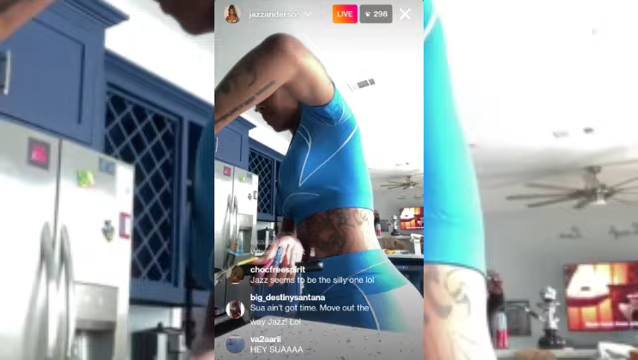 jazzanderson
LIVE
298
chocfreespirit
Jazz seems to be the silly one lol
big_destinysantana
Sua ain't got time. Move out the
way Jazz! Lol
va2aarli
HEY SUAAAA